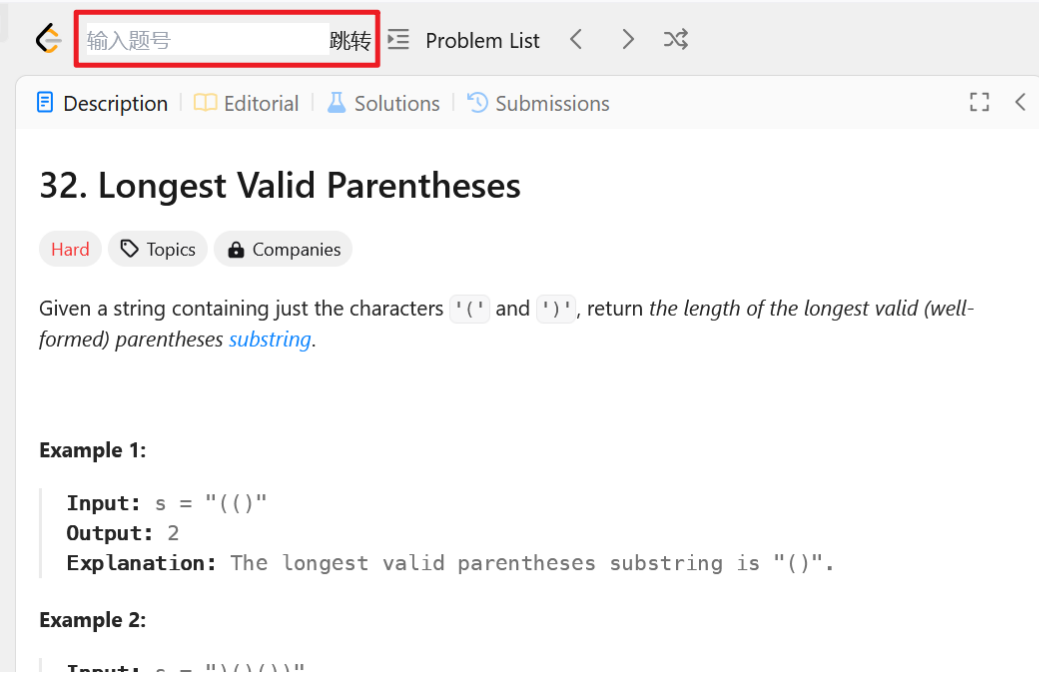 输入题号 跳转 Problem List
Description Editorial Solutions Submissions
32. Longest Valid Parentheses
Hard Topics Companies
Given a string containing just the characters '(' and ')', return the length of the longest valid (well-
formed) parentheses substring.
Example 1:
Input: s = "(()"
Output: 2
Explanation: The longest valid parentheses substring is "()".
Example 2:
Input: s = ")()())"